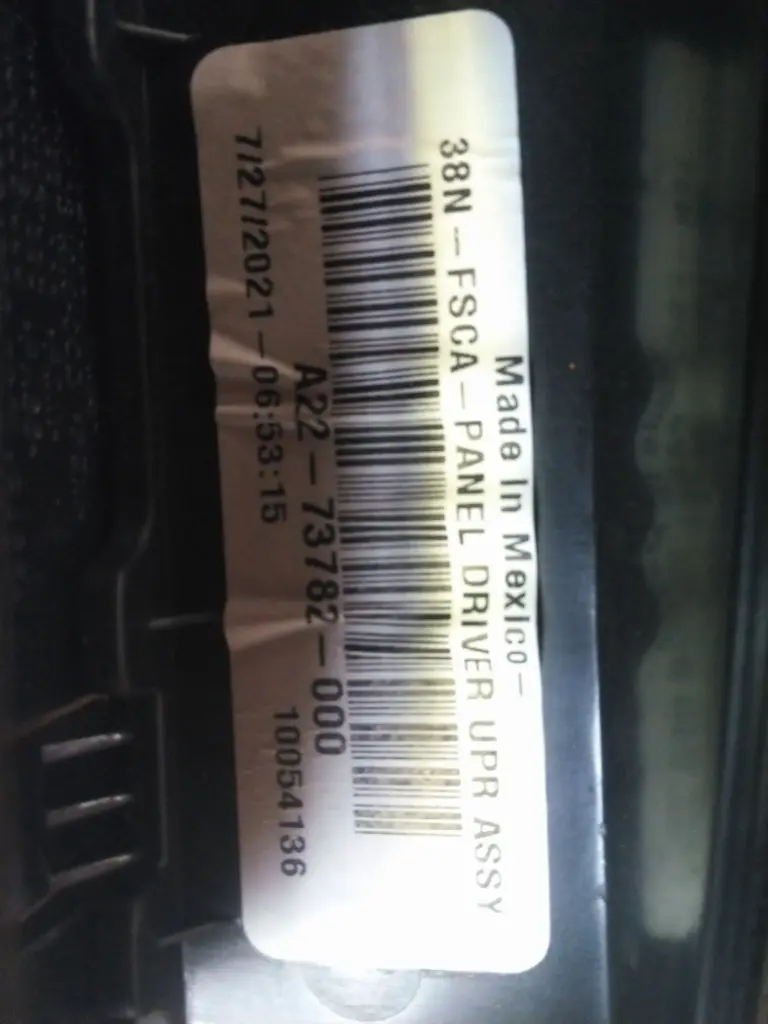 Made In Mexico—
38N—FSCA—PANEL DRIVER UPR ASSY
A22—73782—000
7/27/2021—06:53:15 10054136